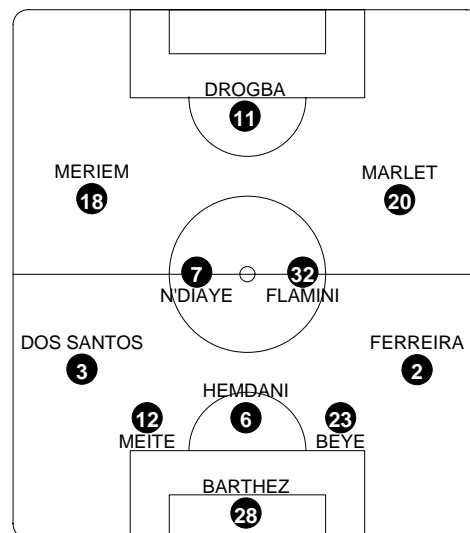 DROGBA
11
MERIEM
MARLET
18
20
7
32
N'DIAYE
FLAMINI
DOS SANTOS
FERREIRA
3
2
HEMDANI
12
6
23
MEITE
BEYE
BARTHEZ
28